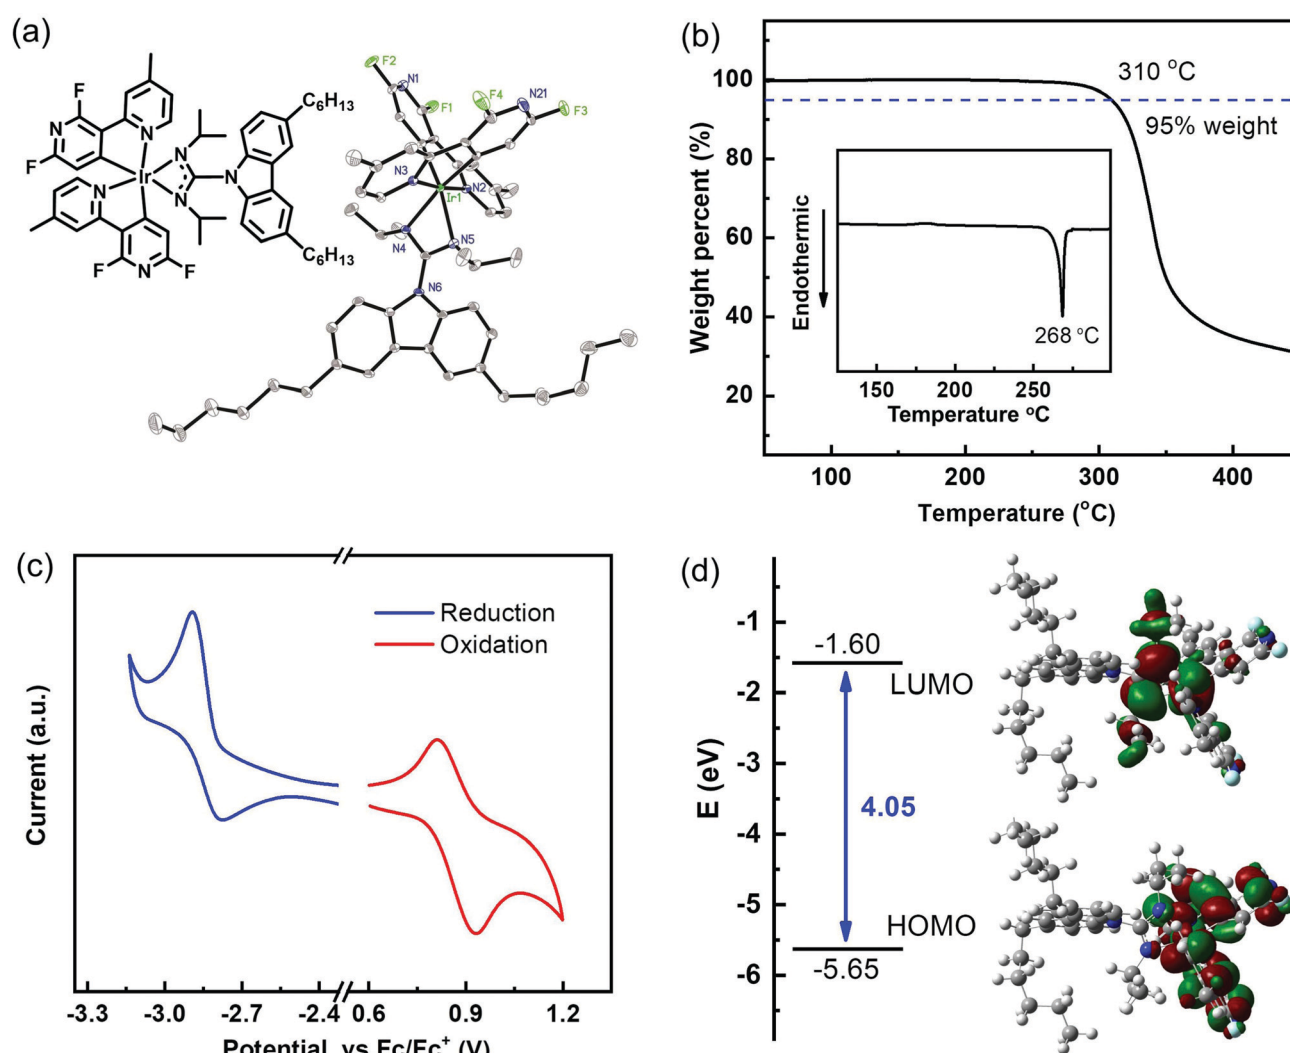 (a)
F
N
N
F
Ir
N
N
N
N
F
N
F
C₆H₁₃
C₆H₁₃
F2
N1
F1
F4
N21
F3
N3
N2
Ir1
N4
N5
N6
(b)
Weight percent (%)
100
80
60
40
20
310 °C
95% weight
Endothermic
268 °C
150 200 250
Temperature °C
100 200 300 400
Temperature (°C)
(c)
Current (a.u.)
Reduction
Oxidation
-3.3 -3.0 -2.7 -2.4 0.6 0.9 1.2
Potential vs Fc/Fc⁺ (V)
(d)
E (eV)
-1
-2
-3
-4
-5
-6
-1.60
LUMO
4.05
HOMO
-5.65